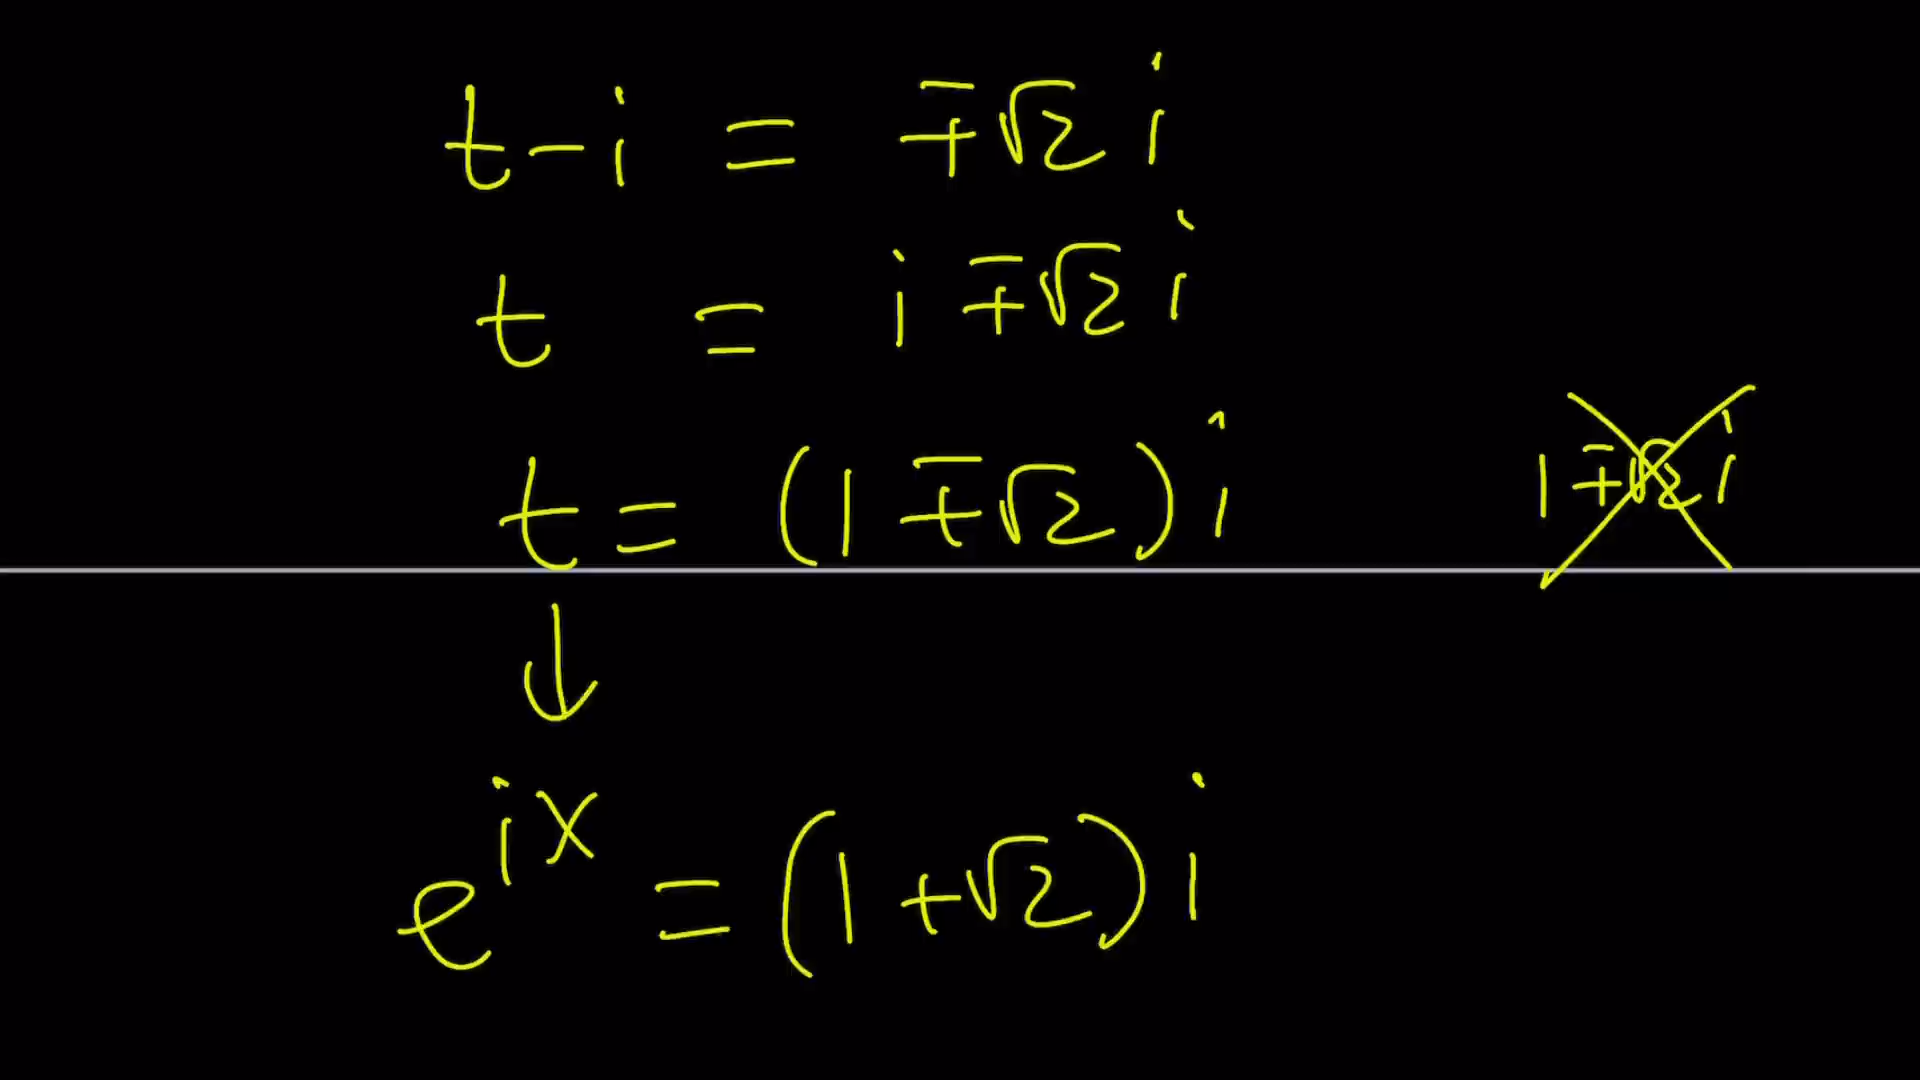 t - i = ∓√2 i
t = i ∓√2 i
t = (1 ∓√2) i
1 ∓√2 i
↓
e^{ix} = (1 + √2) i